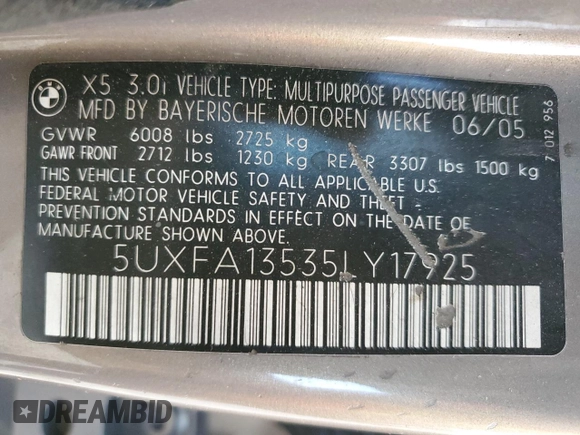 BMW
X5 3.0i VEHICLE TYPE: MULTIPURPOSE PASSENGER VEHICLE
MFD BY BAYERISCHE MOTOREN WERKE 06/05
GVWR 6008 lbs 2725 kg
GAWR FRONT 2712 lbs 1230 kg REAR 3307 lbs 1500 kg
THIS VEHICLE CONFORMS TO ALL APPLICABLE U.S.
FEDERAL MOTOR VEHICLE SAFETY AND THEFT -
PREVENTION STANDARDS IN EFFECT ON THE DATE OF
MANUFACTURE SHOWN ABOVE.
5UXFA13535LY17925
7 012 956
DREAMBID